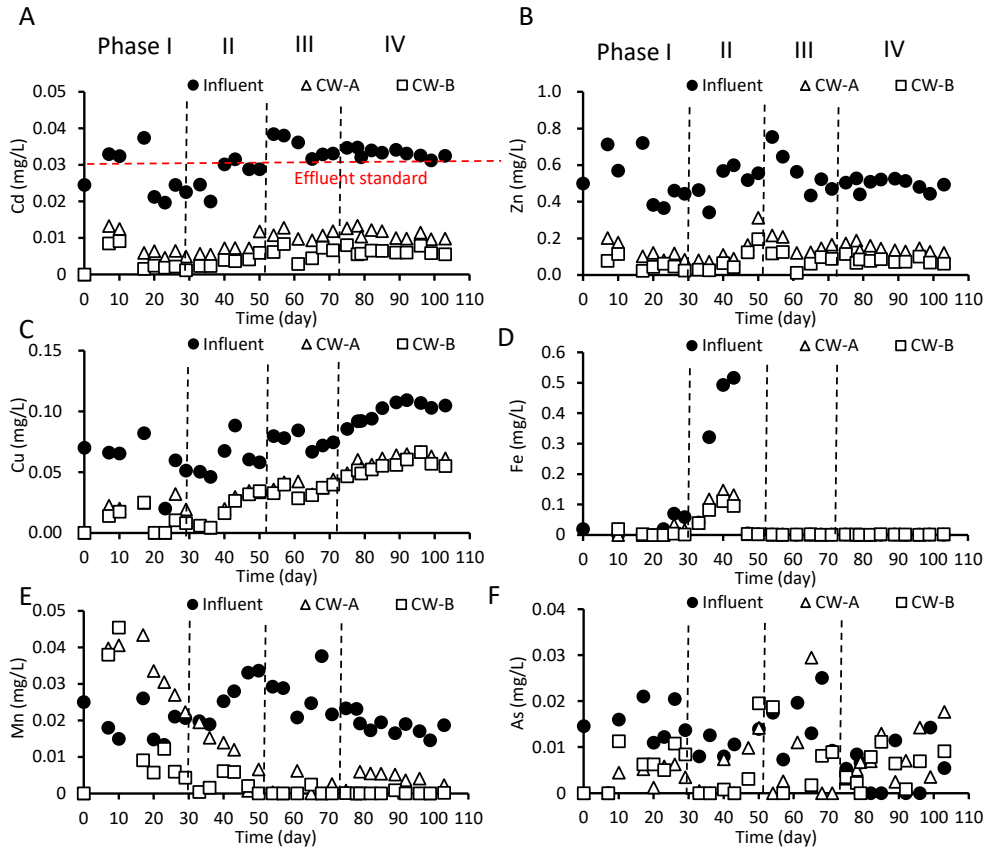 A
B
Phase I II III IV
Phase I II III IV
● Influent △ CW-A □ CW-B
0.05
0.04
0.03
0.02
0.01
0
Cd (mg/L)
Effluent standard
0 10 20 30 40 50 60 70 80 90 100 110
Time (day)
● Influent △ CW-A □ CW-B
1.0
0.8
0.6
0.4
0.2
0.0
Zn (mg/L)
0 10 20 30 40 50 60 70 80 90 100 110
Time (day)
C
● Influent △ CW-A □ CW-B
0.15
0.10
0.05
0.00
Cu (mg/L)
0 10 20 30 40 50 60 70 80 90 100 110
Time (day)
D
● Influent △ CW-A □ CW-B
0.6
0.5
0.4
0.3
0.2
0.1
0
Fe (mg/L)
0 10 20 30 40 50 60 70 80 90 100 110
Time (day)
E
● Influent △ CW-A □ CW-B
0.05
0.04
0.03
0.02
0.01
0
Mn (mg/L)
0 10 20 30 40 50 60 70 80 90 100 110
Time (day)
F
● Influent △ CW-A □ CW-B
0.04
0.03
0.02
0.01
0
As (mg/L)
0 10 20 30 40 50 60 70 80 90 100 110
Time (day)